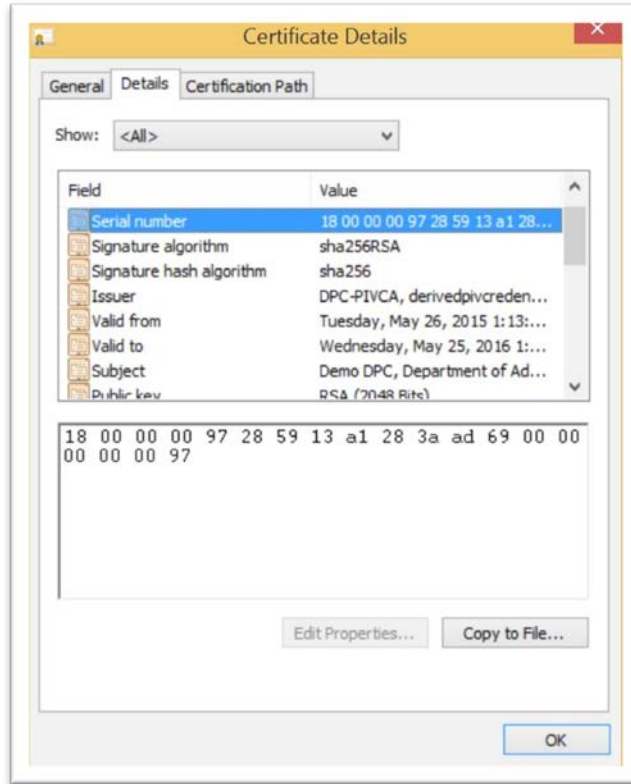 Certificate Details
General Details Certification Path
Show: <All>
Field Value
Serial number 18 00 00 00 97 28 59 13 a1 28...
Signature algorithm sha256RSA
Signature hash algorithm sha256
Issuer DPC-PIVCA, derivedpivcreden...
Valid from Tuesday, May 26, 2015 1:13:...
Valid to Wednesday, May 25, 2016 1:...
Subject Demo DPC, Department of Ad...
Public key RSA (2048 Bits)
18 00 00 00 97 28 59 13 a1 28 3a ad 69 00 00
00 00 00 97
Edit Properties... Copy to File...
OK